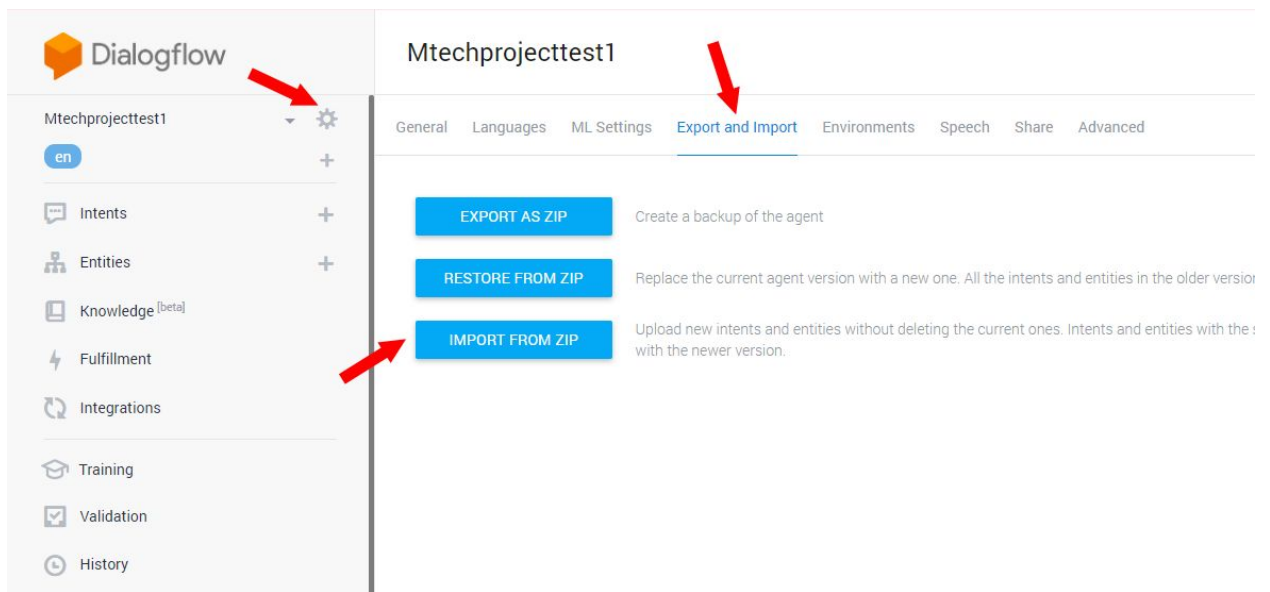 Dialogflow
Mtechprojecttest1
Mtechprojecttest1
en
General Languages ML Settings Export and Import Environments Speech Share Advanced
Intents
Entities
Knowledge [beta]
Fulfillment
Integrations
Training
Validation
History
EXPORT AS ZIP Create a backup of the agent
RESTORE FROM ZIP Replace the current agent version with a new one. All the intents and entities in the older version
IMPORT FROM ZIP Upload new intents and entities without deleting the current ones. Intents and entities with the
with the newer version.